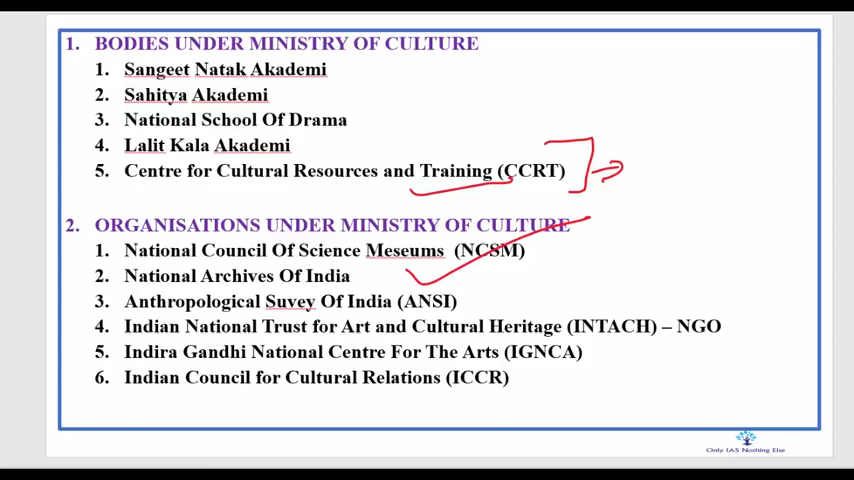 1. BODIES UNDER MINISTRY OF CULTURE
1. Sangeet Natak Akademi
2. Sahitya Akademi
3. National School Of Drama
4. Lalit Kala Akademi
5. Centre for Cultural Resources and Training (CCRT)
2. ORGANISATIONS UNDER MINISTRY OF CULTURE
1. National Council Of Science Meseums (NCSM)
2. National Archives Of India
3. Anthropological Suvey Of India (ANSI)
4. Indian National Trust for Art and Cultural Heritage (INTACH) – NGO
5. Indira Gandhi National Centre For The Arts (IGNCA)
6. Indian Council for Cultural Relations (ICCR)
Only IAS Nothing Else